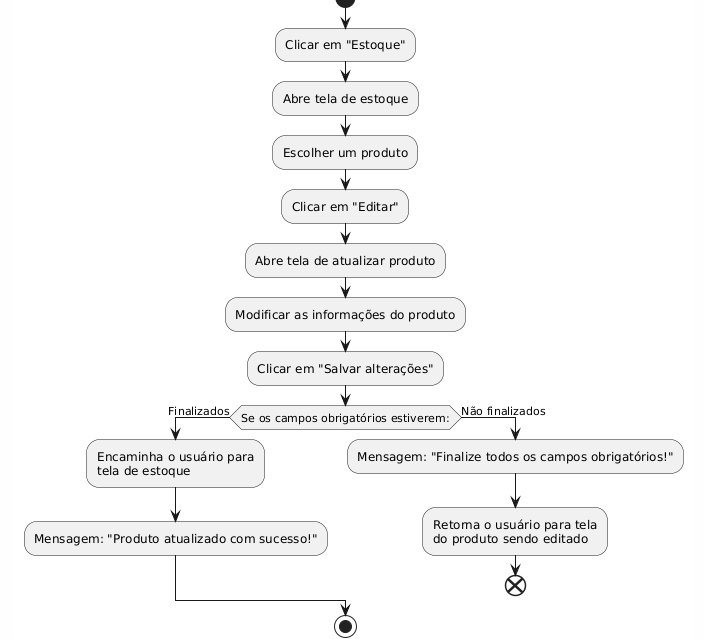 Clicar em "Estoque"
Abre tela de estoque
Escolher um produto
Clicar em "Editar"
Abre tela de atualizar produto
Modificar as informações do produto
Clicar em "Salvar alterações"
Se os campos obrigatórios estiverem:
Finalizados
Encaminha o usuário para
tela de estoque
Mensagem: "Produto atualizado com sucesso!"
Não finalizados
Mensagem: "Finalize todos os campos obrigatórios!"
Retorna o usuário para tela
do produto sendo editado